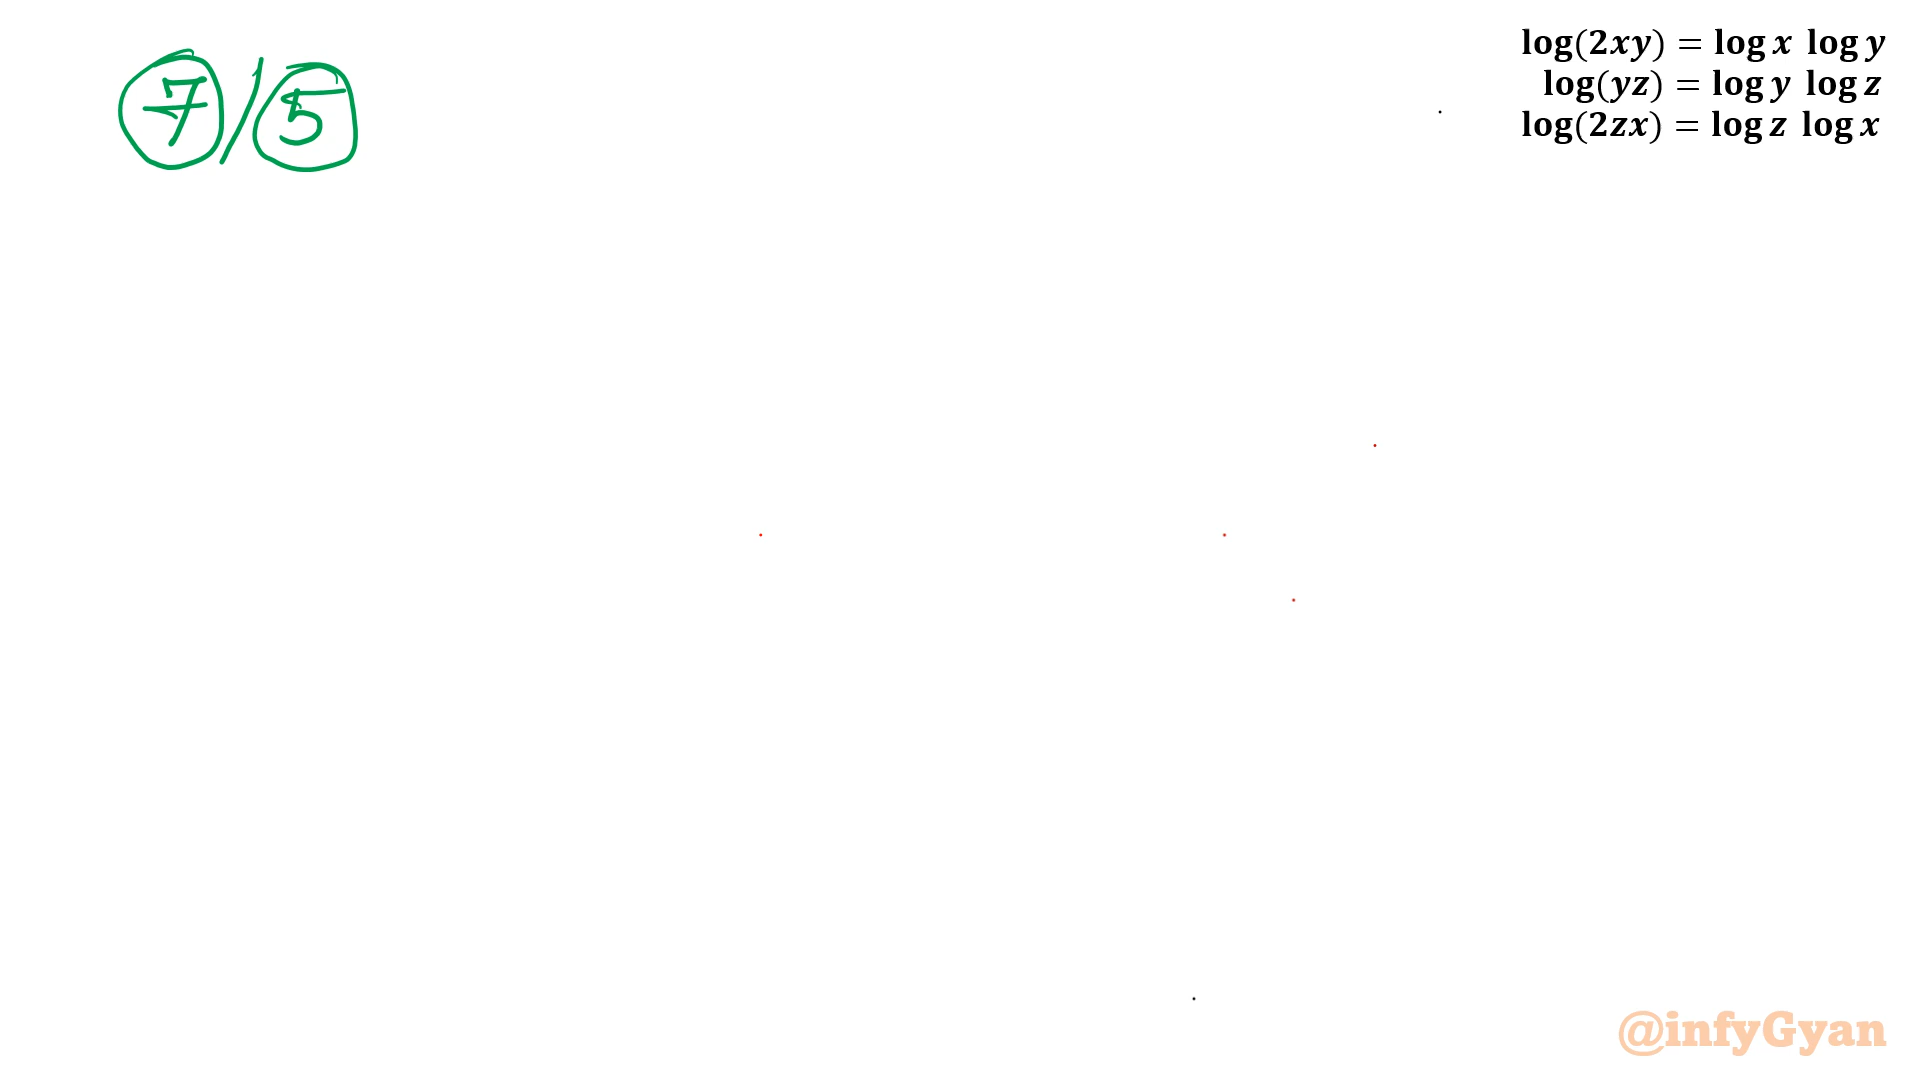 7/5
log(2xy) = log x log y
log(yz) = log y log z
log(2zx) = log z log x
@infyGyan